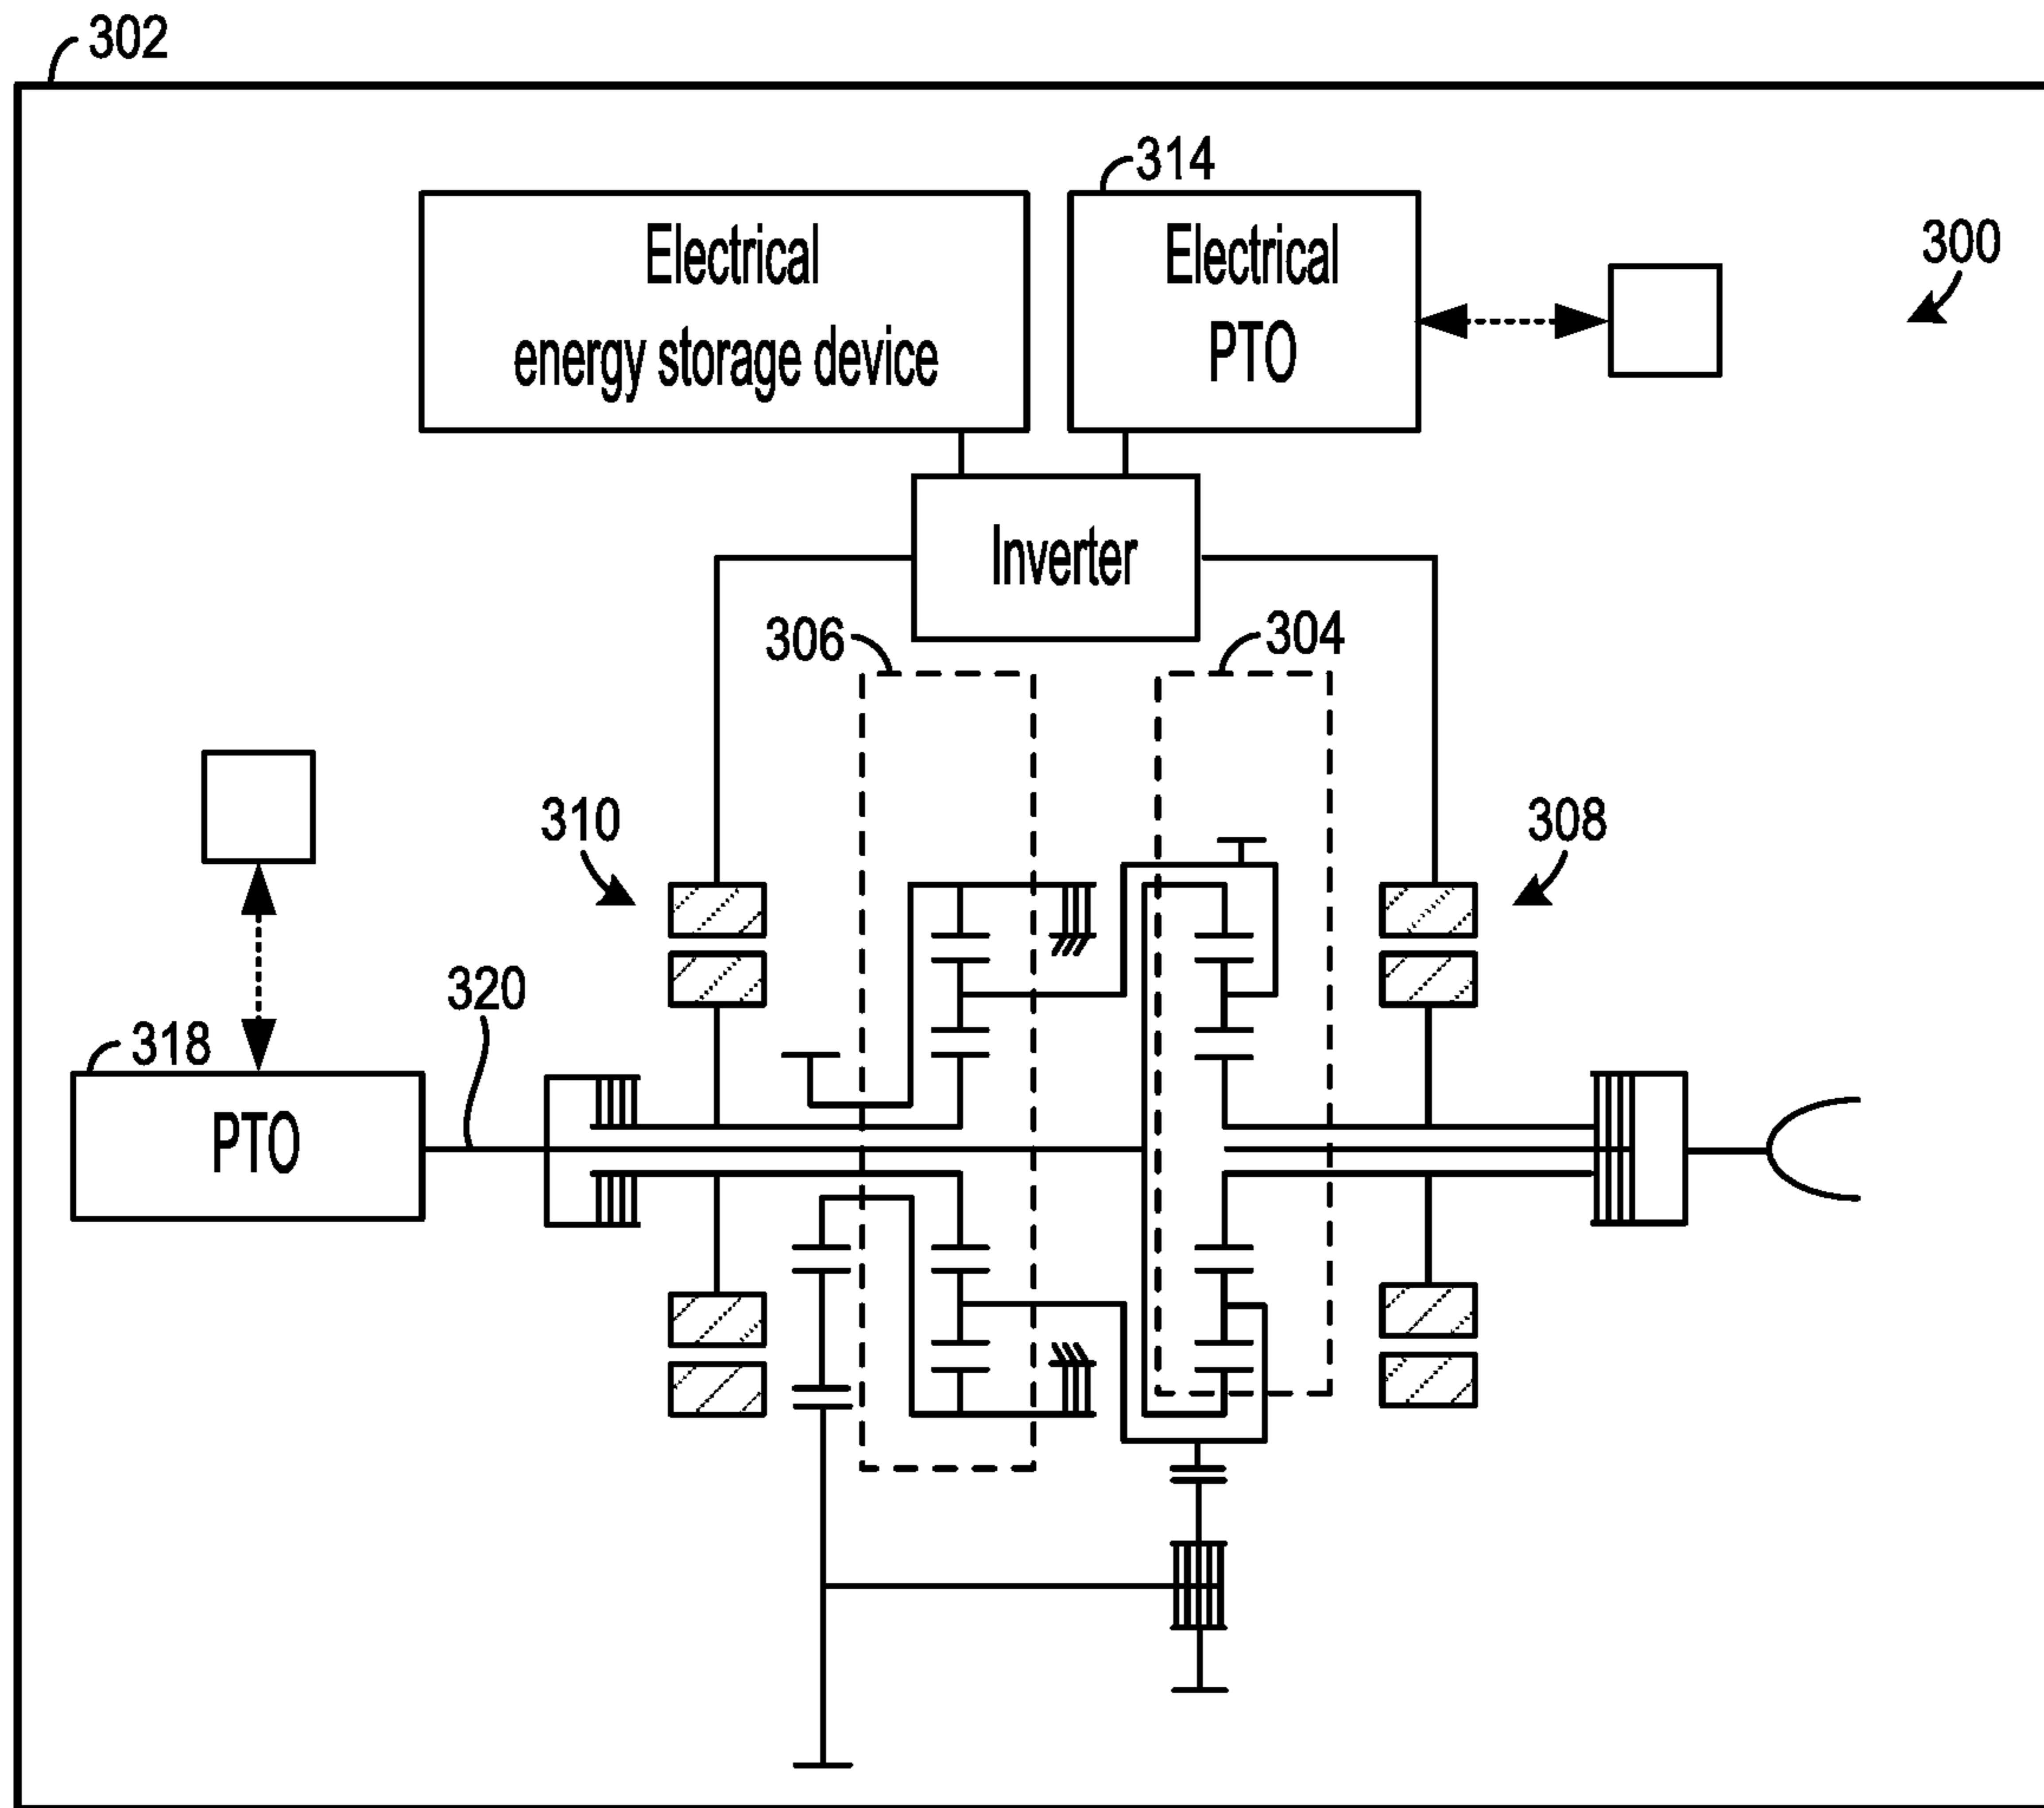 302
314
Electrical
energy storage device
Electrical
PTO
300
Inverter
306
304
310
308
320
318
PTO